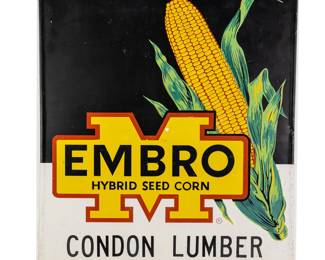 M
EMBRO
HYBRID SEED CORN
®
CONDON LUMBER